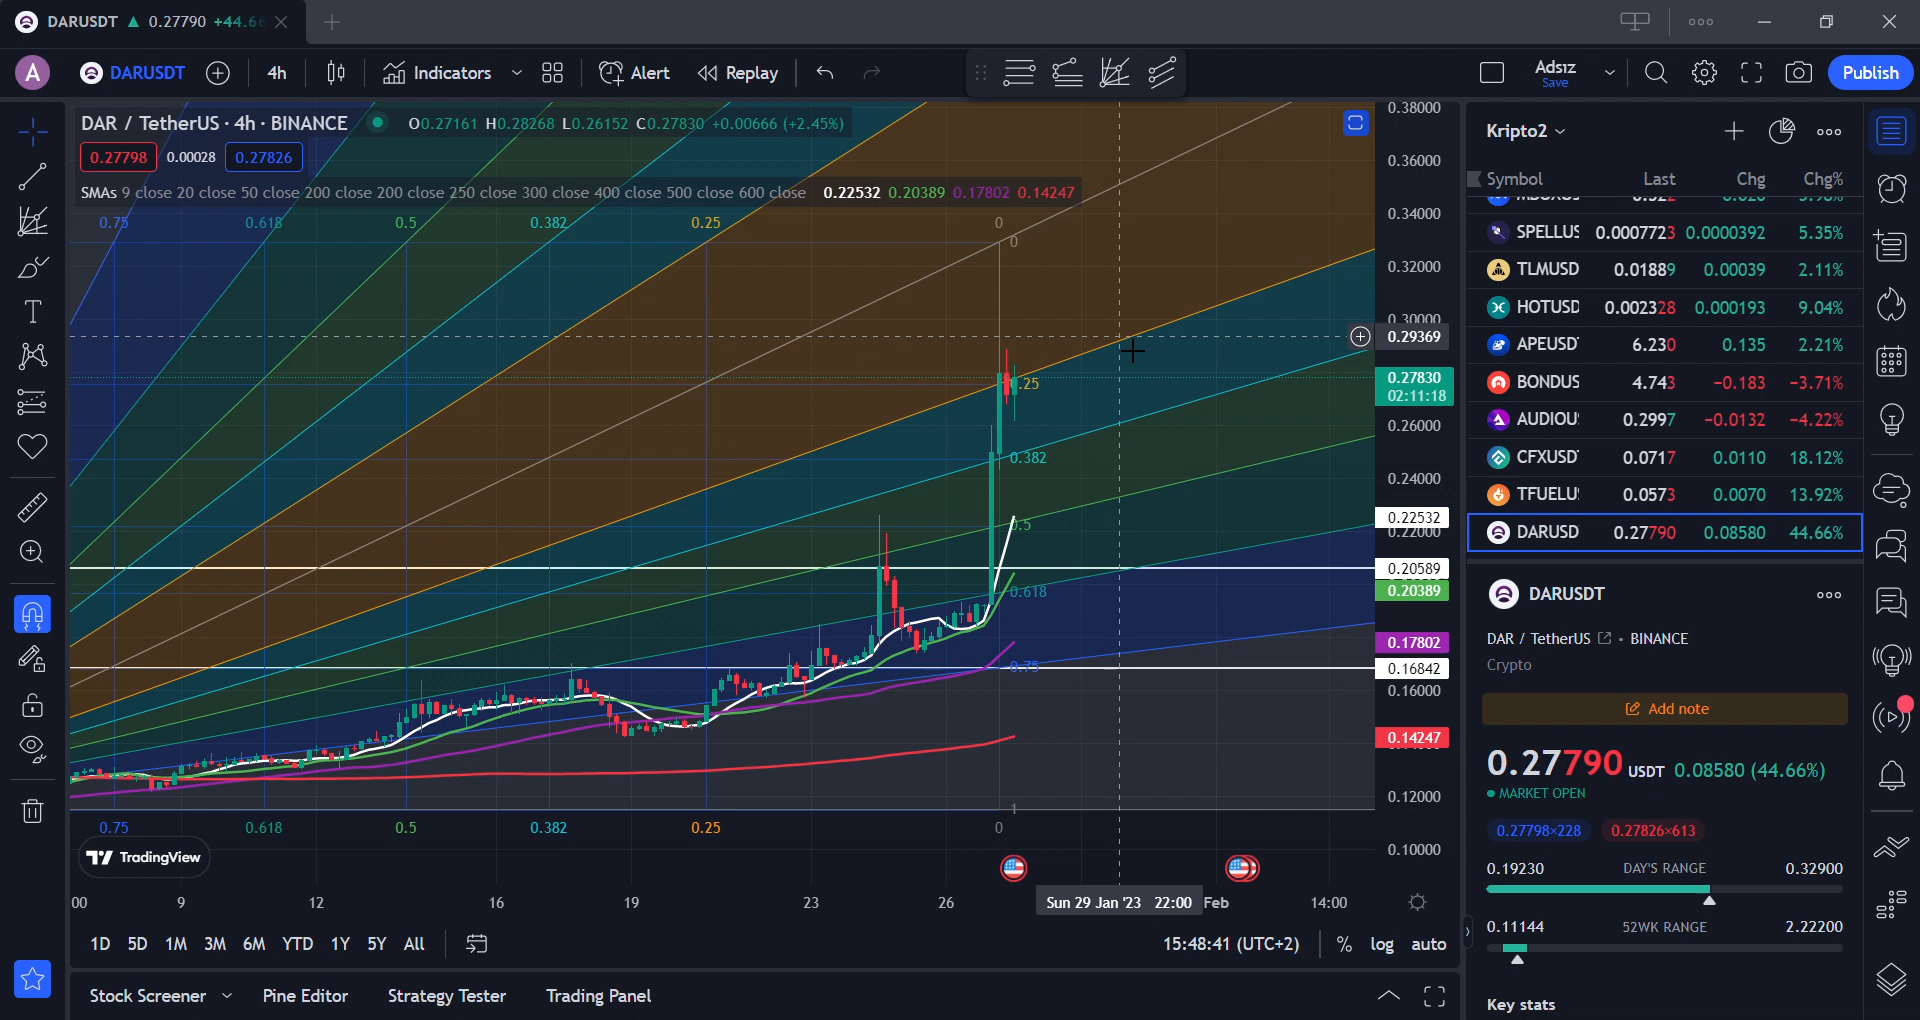 DARUSDT ▲ 0.27790 +44.66
A DARUSDT 4h Indicators Alert Replay Adsız Save Publish
DAR / TetherUS · 4h · BINANCE O0.27161 H0.28268 L0.26152 C0.27830 +0.00666 (+2.45%)
0.27798 0.00028 0.27826
SMAs 9 close 20 close 50 close 200 close 200 close 250 close 300 close 400 close 500 close 600 close 0.22532 0.20389 0.17802 0.14247
0.75 0.618 0.5 0.382 0.25 0
0
0.25
0.382
0.5
0.618
0.75
1
0.75 0.618 0.5 0.382 0.25 0
TradingView
0.38000
0.36000
0.34000
0.32000
0.30000
0.29369
0.27830
02:11:18
0.26000
0.24000
0.22532
0.22000
0.20589
0.20389
0.17802
0.16842
0.16000
0.14247
0.12000
0.10000
00 9 12 16 19 23 26 Sun 29 Jan '23 22:00 Feb 14:00
1D 5D 1M 3M 6M YTD 1Y 5Y All 15:48:41 (UTC+2) % log auto
Stock Screener Pine Editor Strategy Tester Trading Panel
Kripto2
Symbol Last Chg Chg%
SPELLUS 0.0007723 0.0000392 5.35%
TLMUSD 0.01889 0.00039 2.11%
HOTUSD 0.002328 0.000193 9.04%
APEUSD 6.230 0.135 2.21%
BONDUS 4.743 −0.183 −3.71%
AUDIOU 0.2997 −0.0132 −4.22%
CFXUSD 0.0717 0.0110 18.12%
TFUELU 0.0573 0.0070 13.92%
DARUSD 0.27790 0.08580 44.66%
DARUSDT
DAR / TetherUS • BINANCE
Crypto
Add note
0.27790 USDT 0.08580 (44.66%)
MARKET OPEN
0.27798×228 0.27826×613
0.19230 DAY'S RANGE 0.32900
0.11144 52WK RANGE 2.22200
Key stats